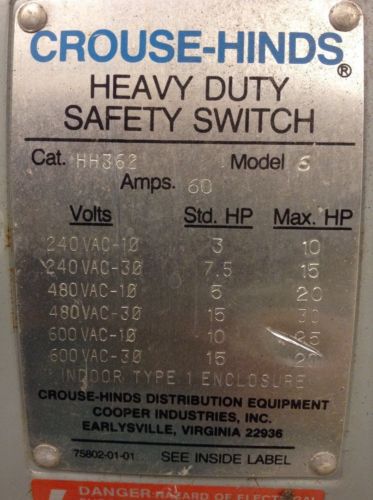 CROUSE-HINDS®
HEAVY DUTY
SAFETY SWITCH
Cat. HH362 Model 6
Amps. 60
Volts Std. HP Max. HP
240VAC-1Ø 3 10
240VAC-3Ø 7.5 15
480VAC-1Ø 5 20
480VAC-3Ø 15 30
600VAC-1Ø 10 25
600VAC-3Ø 15
INDOOR TYPE 1 ENCLOSURE
CROUSE-HINDS DISTRIBUTION EQUIPMENT
COOPER INDUSTRIES, INC.
EARLYSVILLE, VIRGINIA 22936
75802-01-01 SEE INSIDE LABEL
DANGER HAZARD OF